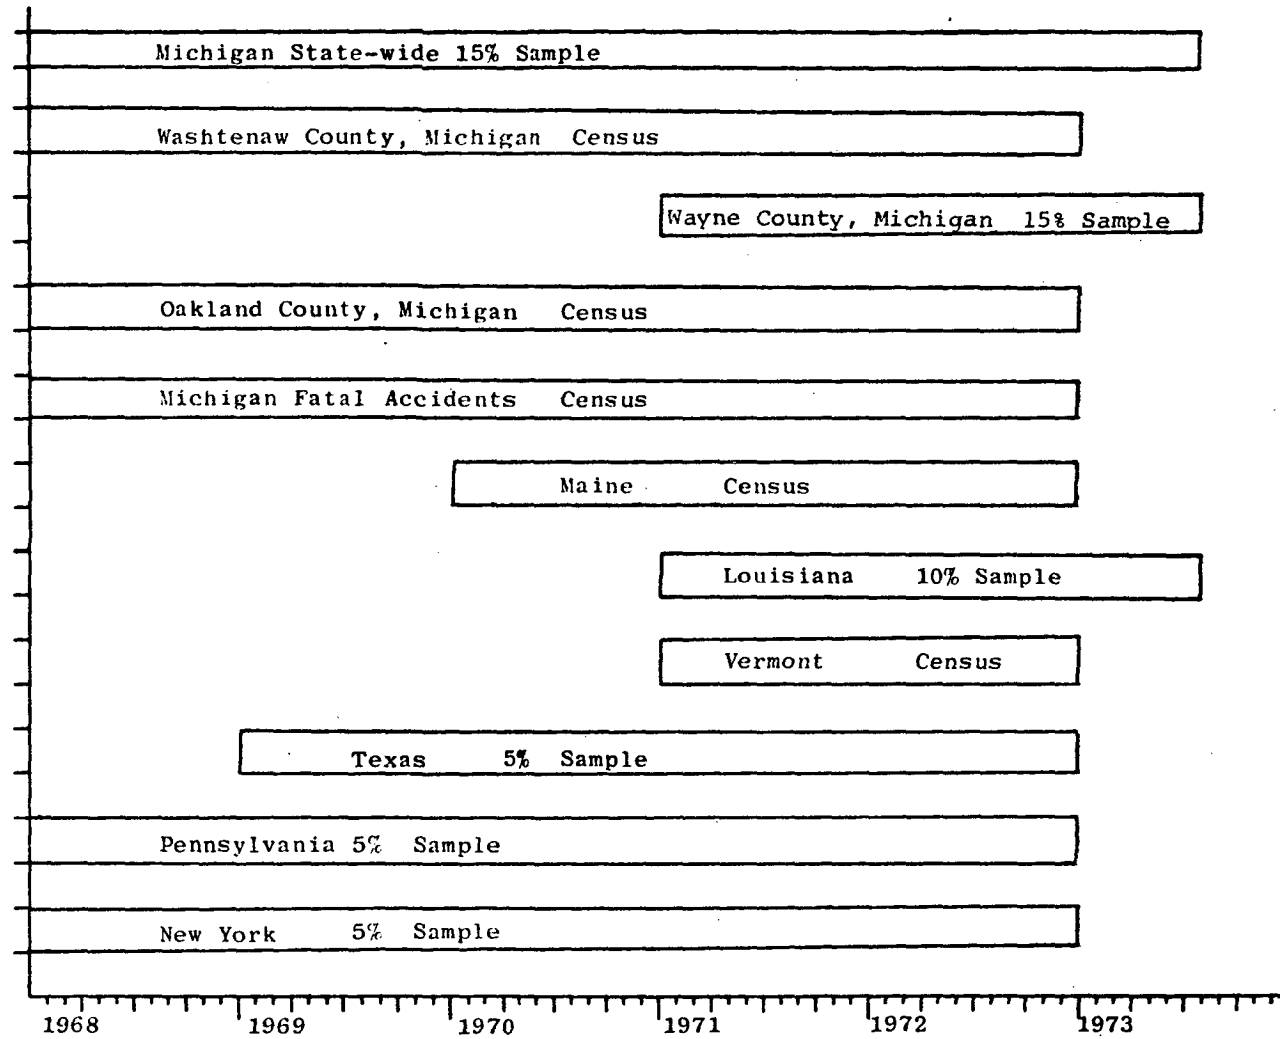 Michigan State-wide 15% Sample
Washtenaw County, Michigan Census
Wayne County, Michigan 15% Sample
Oakland County, Michigan Census
Michigan Fatal Accidents Census
Maine Census
Louisiana 10% Sample
Vermont Census
Texas 5% Sample
Pennsylvania 5% Sample
New York 5% Sample
1968 1969 1970 1971 1972 1973